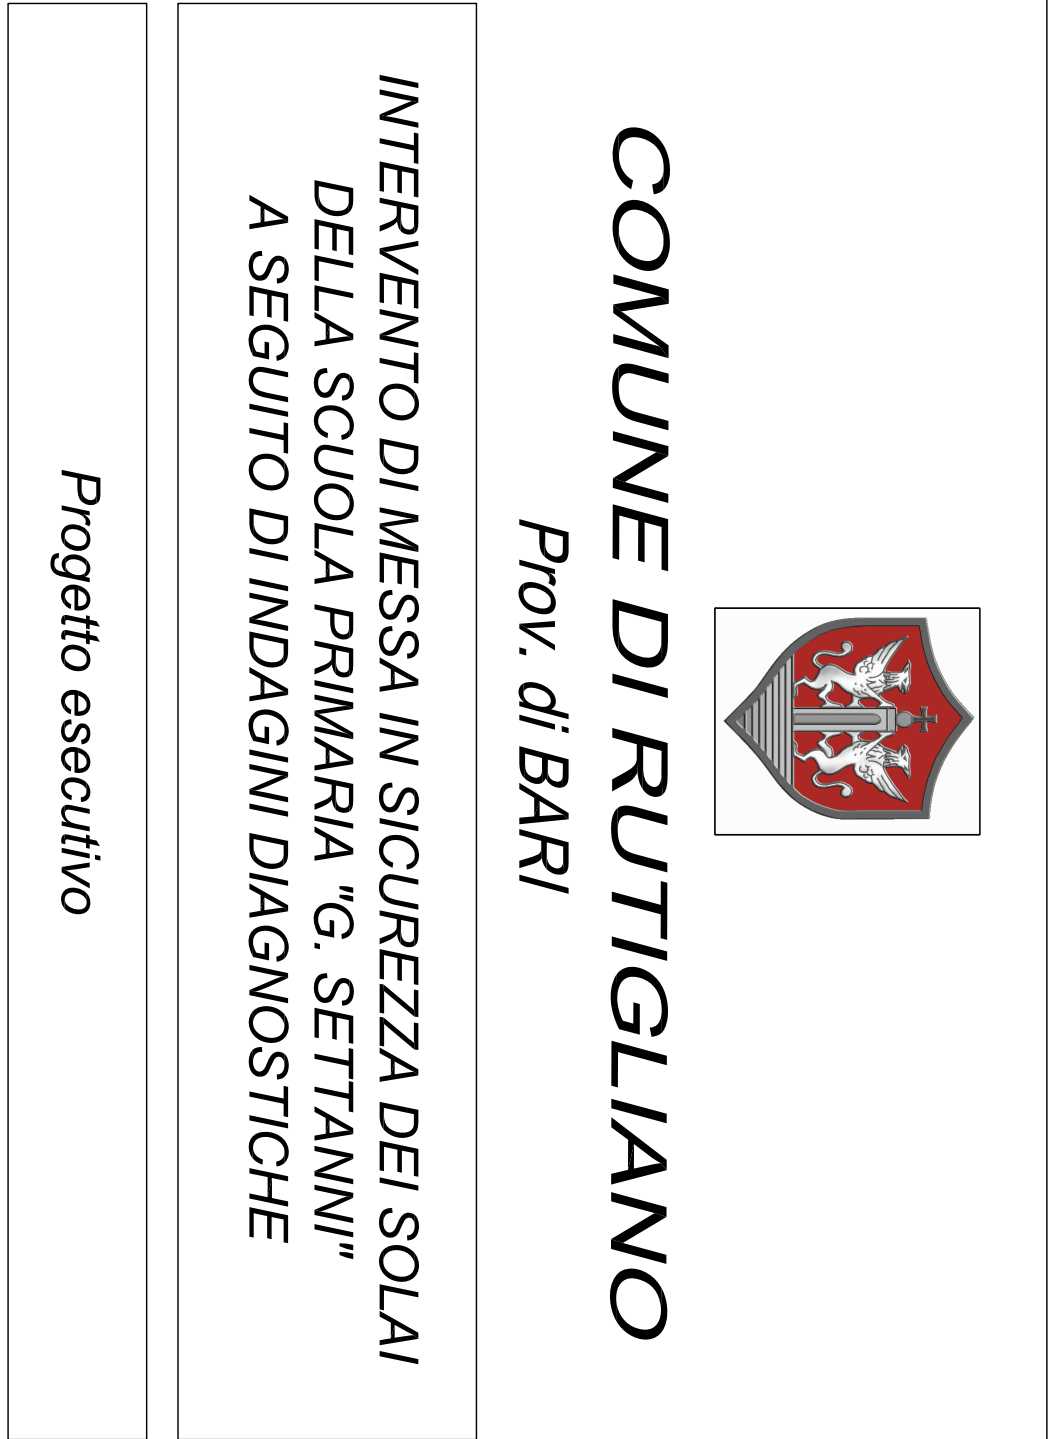 COMUNE DI RUTIGLIANO
Prov. di BARI
INTERVENTO DI MESSA IN SICUREZZA DEI SOLAI
DELLA SCUOLA PRIMARIA "G. SETTANNI"
A SEGUITO DI INDAGINI DIAGNOSTICHE
Progetto esecutivo